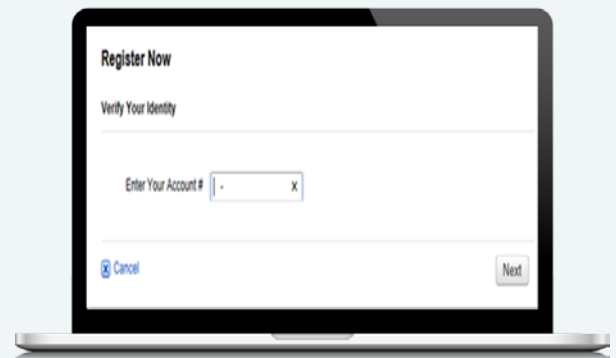 Register Now
Verify Your Identity
Enter Your Account # - X
Cancel
Next